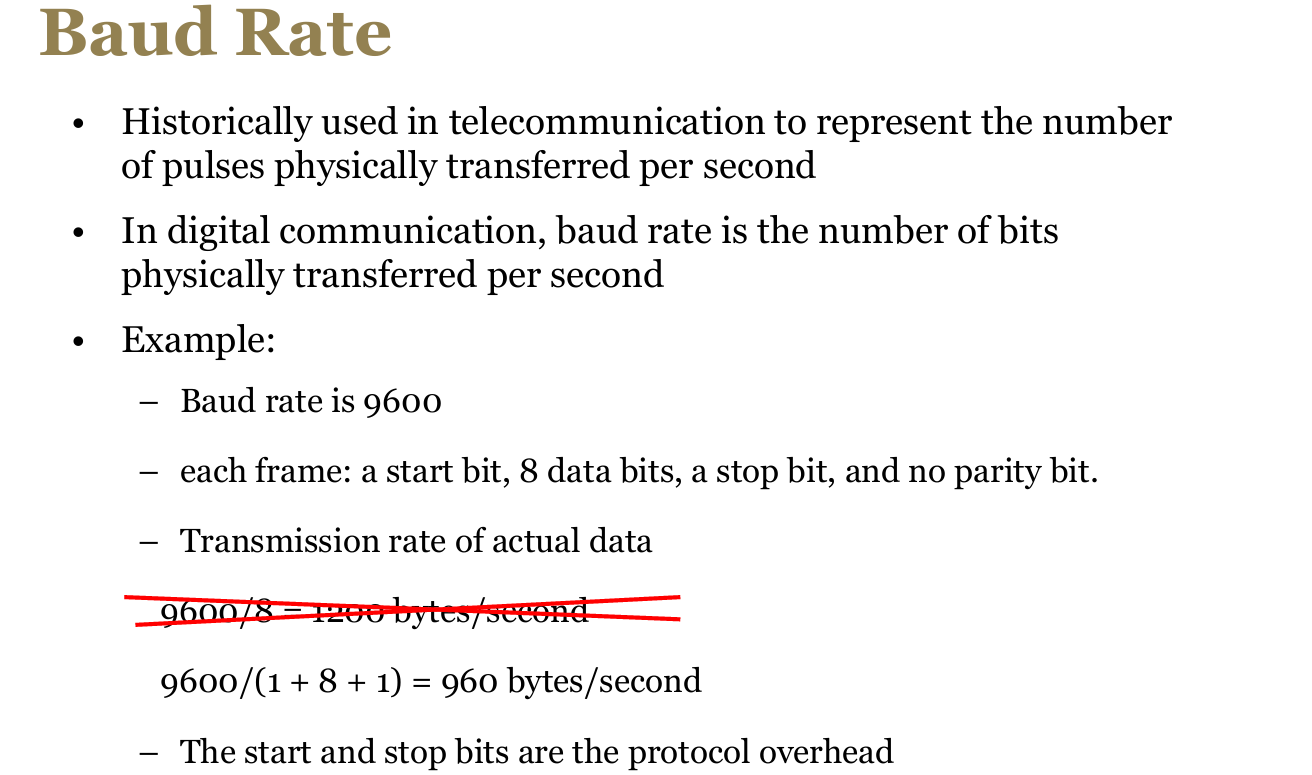 Baud Rate
• Historically used in telecommunication to represent the number
of pulses physically transferred per second
• In digital communication, baud rate is the number of bits
physically transferred per second
• Example:
– Baud rate is 9600
– each frame: a start bit, 8 data bits, a stop bit, and no parity bit.
– Transmission rate of actual data
9600/8 = 1200 bytes/second
9600/(1 + 8 + 1) = 960 bytes/second
– The start and stop bits are the protocol overhead